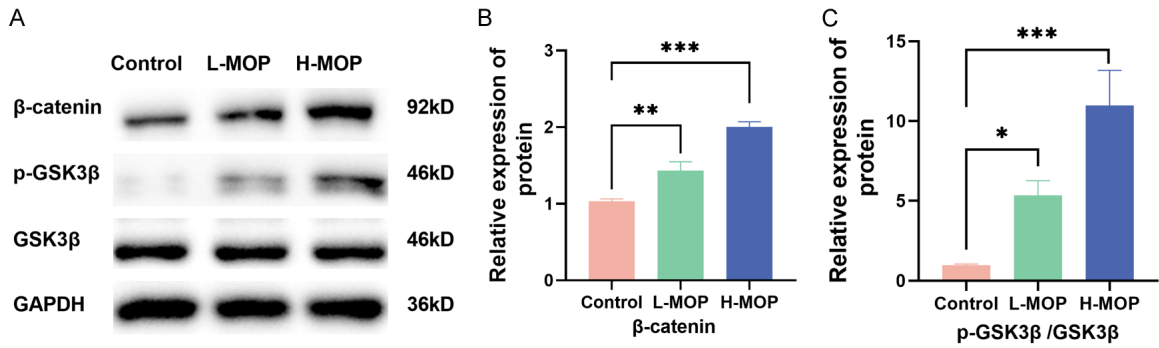 A
Control L-MOP H-MOP
β-catenin 92kD
p-GSK3β 46kD
GSK3β 46kD
GAPDH 36kD
B
Relative expression of
protein
3
2
1
0
***
**
Control L-MOP H-MOP
β-catenin
C
Relative expression of
protein
15
10
5
0
***
*
Control L-MOP H-MOP
p-GSK3β /GSK3β